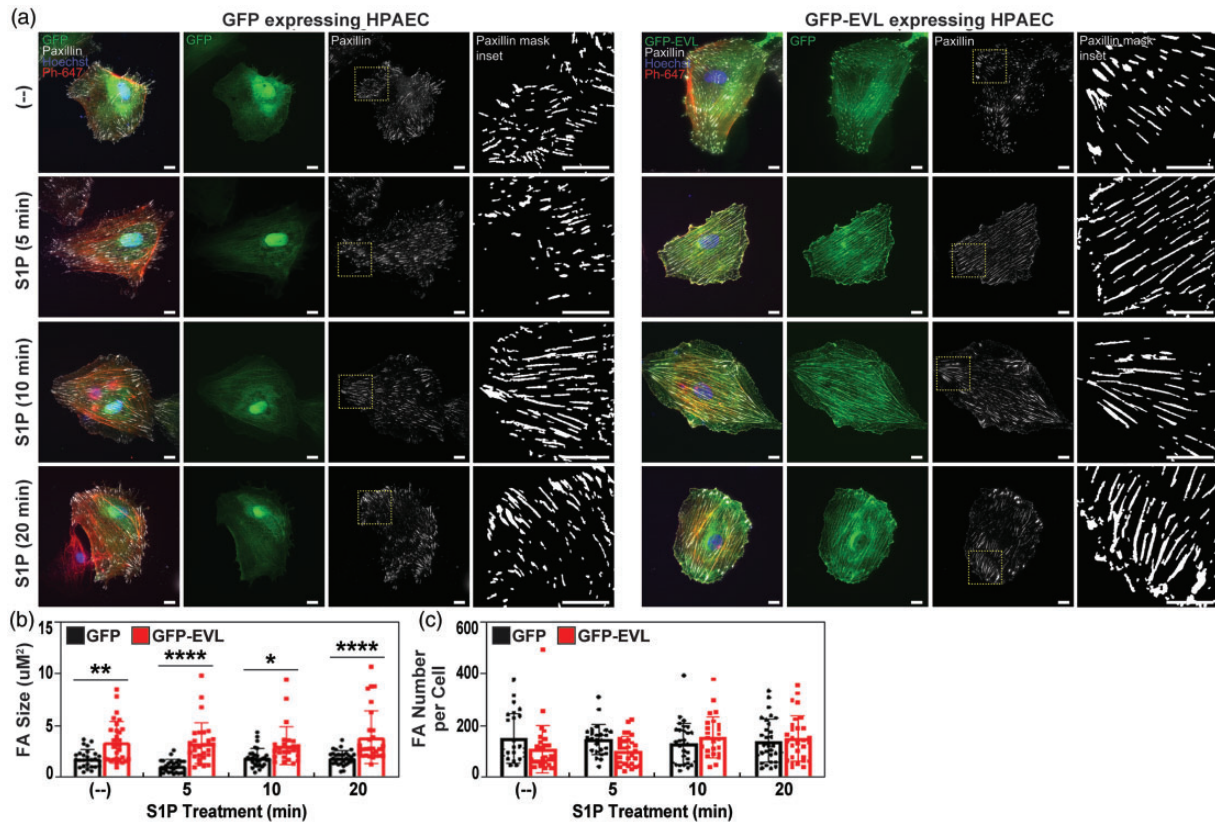 (a)
GFP expressing HPAEC
GFP-EVL expressing HPAEC
GFP
Paxillin
Hoechst
Ph-647
GFP
Paxillin
Paxillin mask
inset
GFP-EVL
Paxillin
Hoechst
Ph-647
GFP
Paxillin
Paxillin mask
inset
(--)
S1P (5 min)
S1P (10 min)
S1P (20 min)
(b)
GFP
GFP-EVL
FA Size (uM²)
15
10
5
0
**
****
*
****
(--)
5
10
20
S1P Treatment (min)
(c)
GFP
GFP-EVL
FA Number
per Cell
600
400
200
0
(--)
5
10
20
S1P Treatment (min)